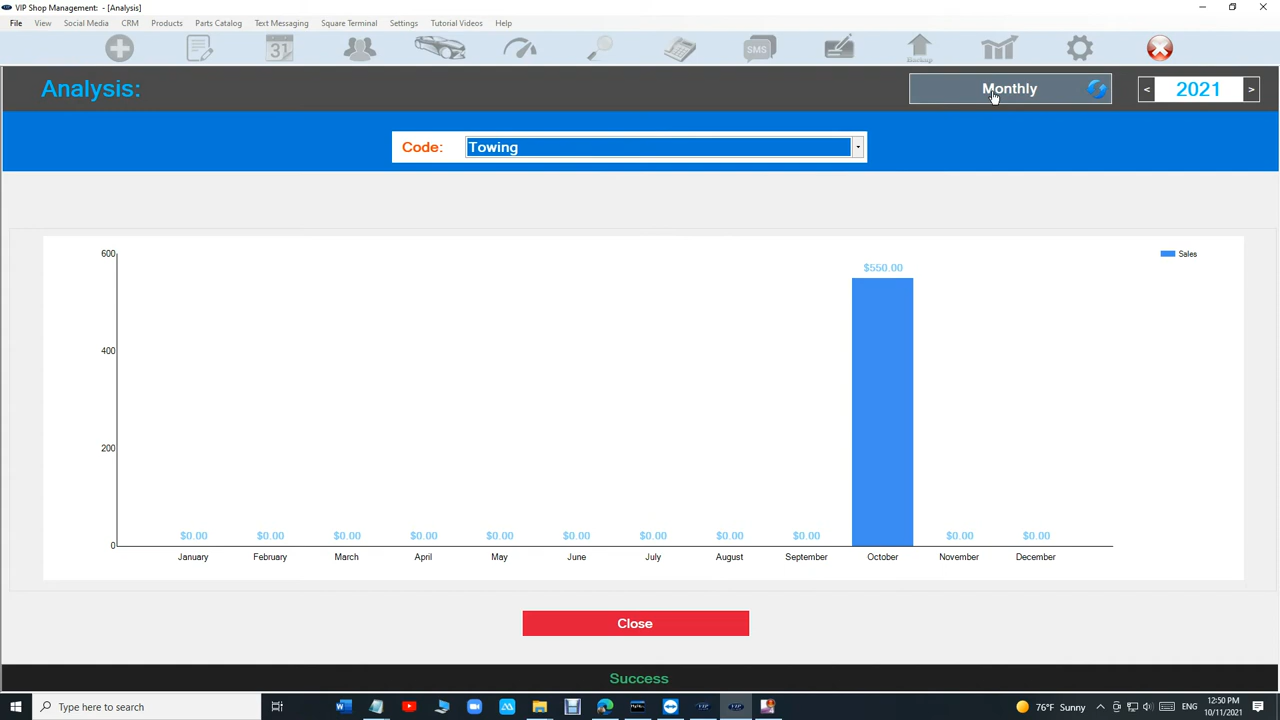 VIP Shop Management: - [Analysis]
File View Social Media CRM Products Parts Catalog Text Messaging Square Terminal Settings Tutorial Videos Help
31 SMS Backup
Analysis: Monthly < 2021 >
Code: Towing
600
Sales
$550.00
400
200
$0.00 $0.00 $0.00 $0.00 $0.00 $0.00 $0.00 $0.00 $0.00 $0.00 $0.00
0
January February March April May June July August September October November December
Close
Success
Type here to search
76°F Sunny
ENG
12:50 PM
10/11/2021